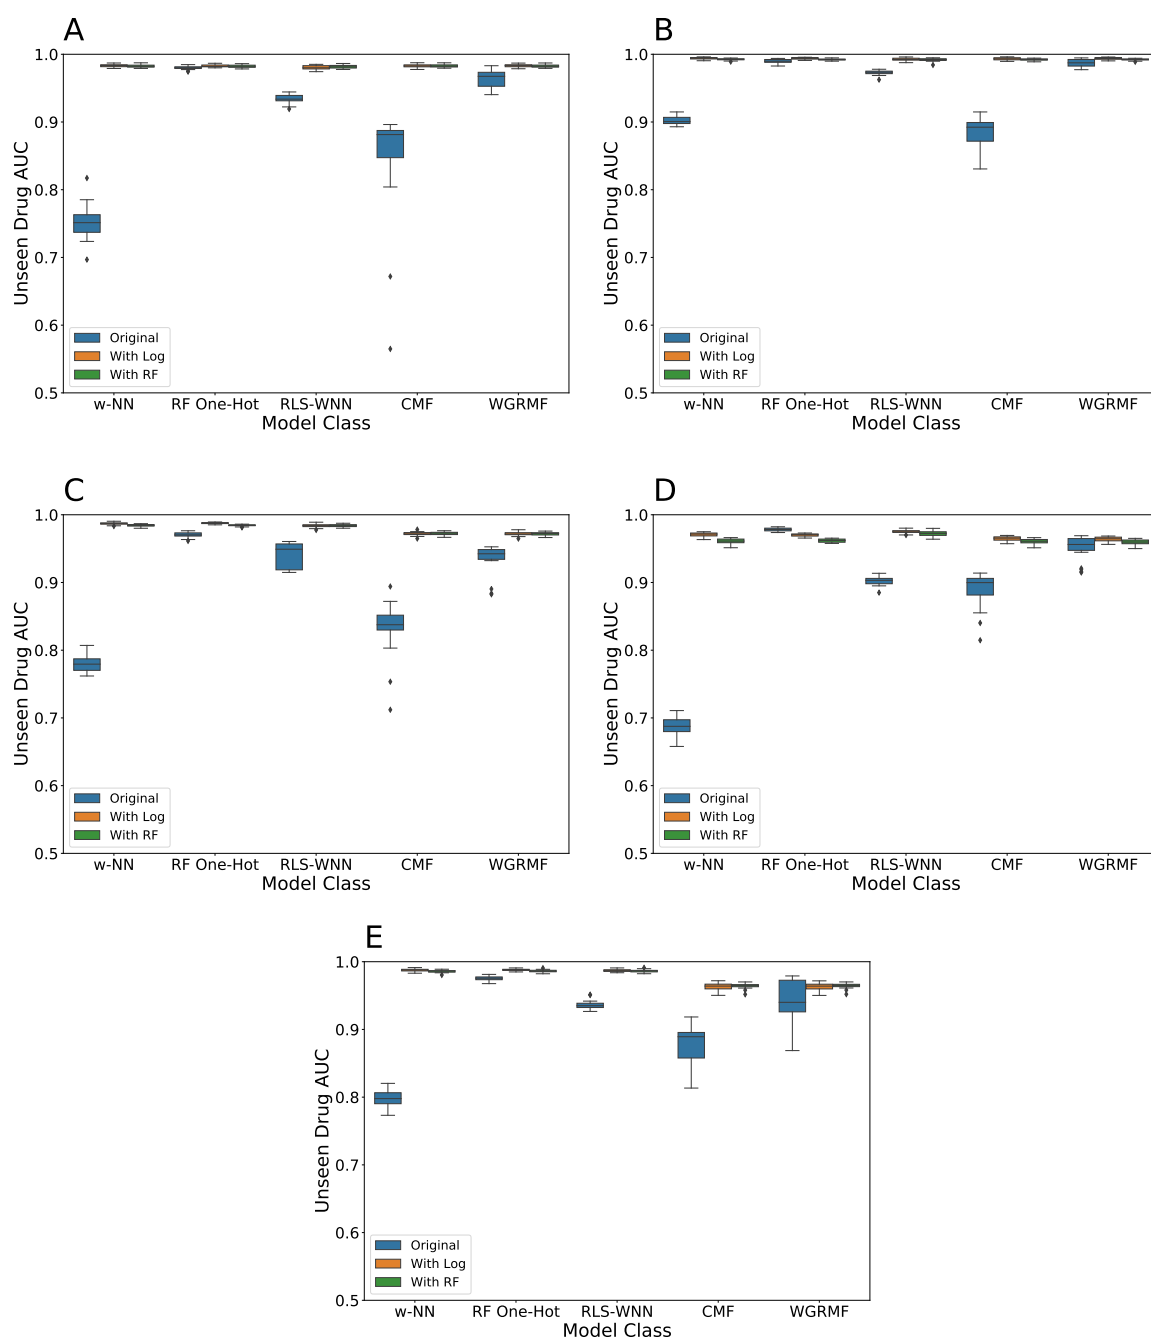 A
1.0
0.9
0.8
0.7
0.6
0.5
Unseen Drug AUC
Original
With Log
With RF
w-NN RF One-Hot RLS-WNN CMF WGRMF
Model Class
B
1.0
0.9
0.8
0.7
0.6
0.5
Unseen Drug AUC
Original
With Log
With RF
w-NN RF One-Hot RLS-WNN CMF WGRMF
Model Class
C
1.0
0.9
0.8
0.7
0.6
0.5
Unseen Drug AUC
Original
With Log
With RF
w-NN RF One-Hot RLS-WNN CMF WGRMF
Model Class
D
1.0
0.9
0.8
0.7
0.6
0.5
Unseen Drug AUC
Original
With Log
With RF
w-NN RF One-Hot RLS-WNN CMF WGRMF
Model Class
E
1.0
0.9
0.8
0.7
0.6
0.5
Unseen Drug AUC
Original
With Log
With RF
w-NN RF One-Hot RLS-WNN CMF WGRMF
Model Class